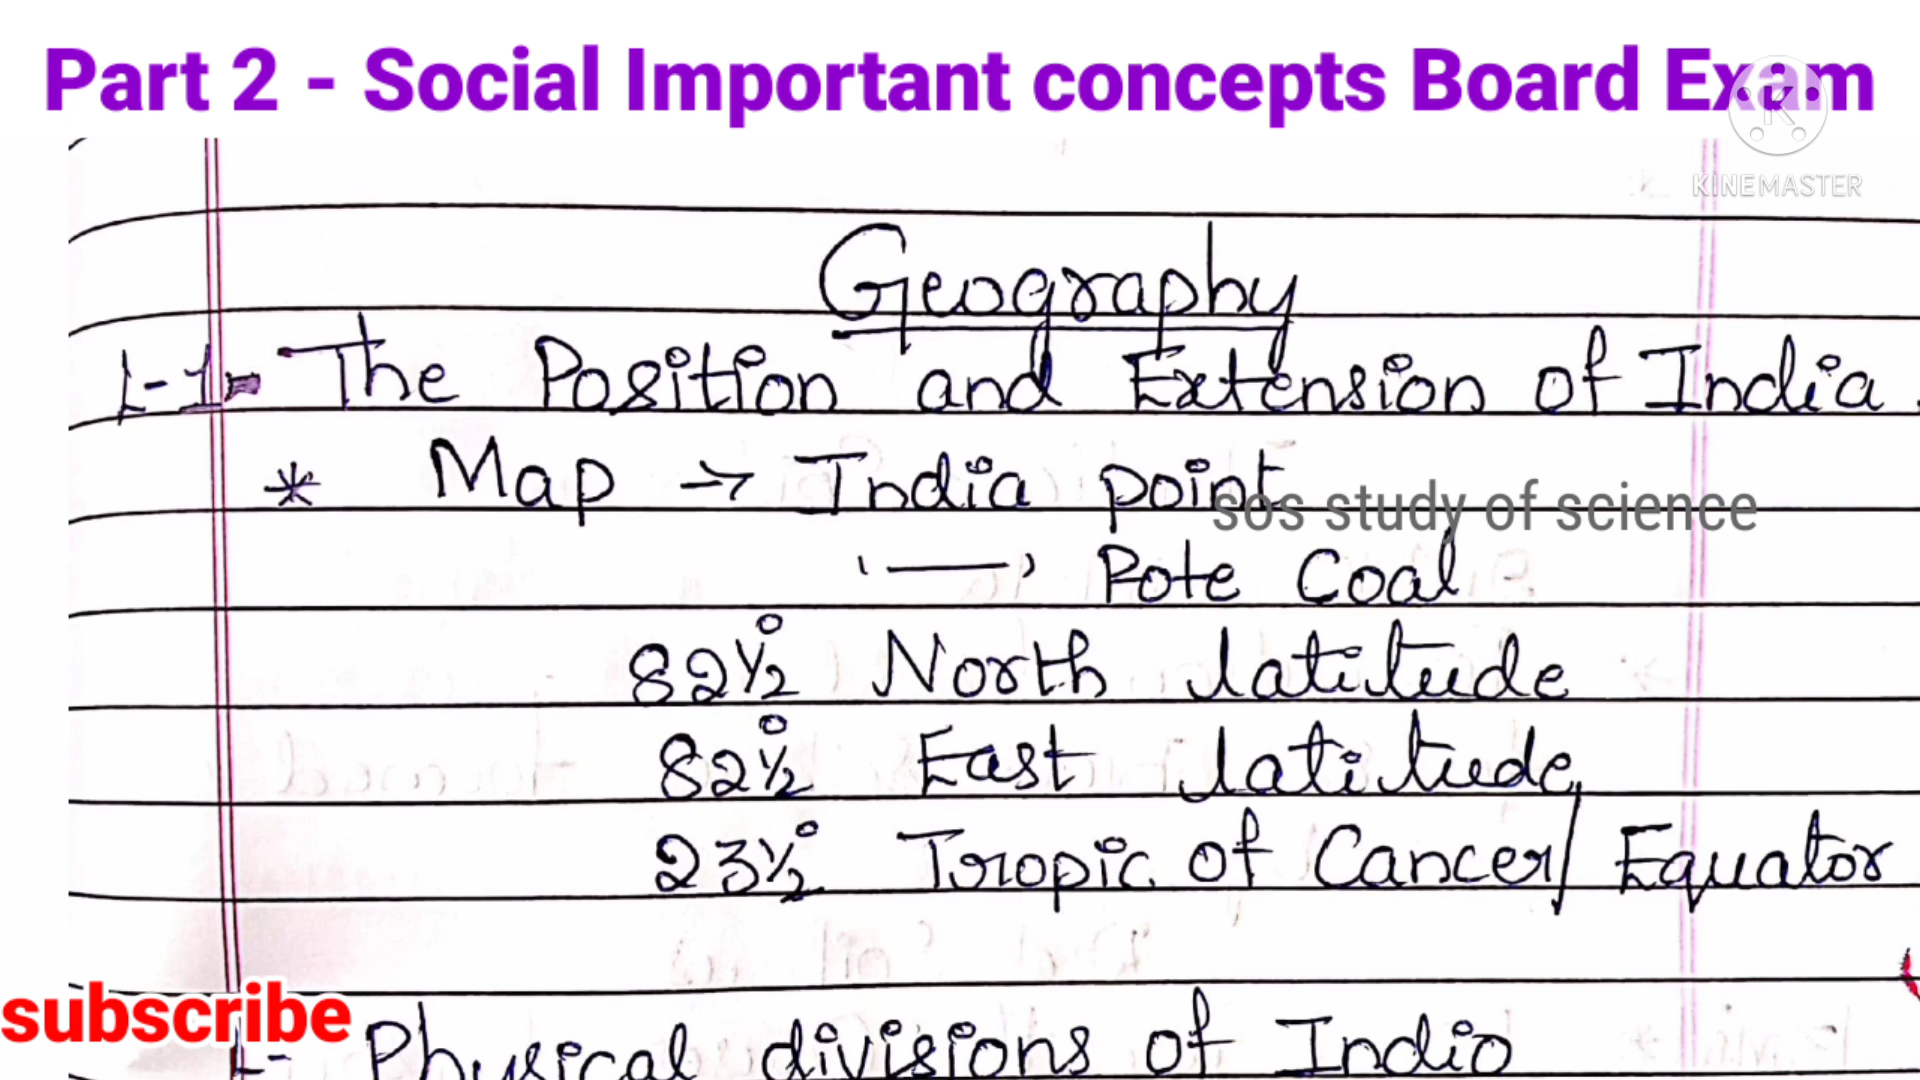 Part 2 - Social Important concepts Board Exam
KINEMASTER
Geography
L-1- The Position and Extension of India.
* Map → India point
sos study of science
'—' Pote Coal
82½° North latitude
82½° East latitude
23½° Tropic of Cancer/ Equator
subscribe
L- Physical divisions of India